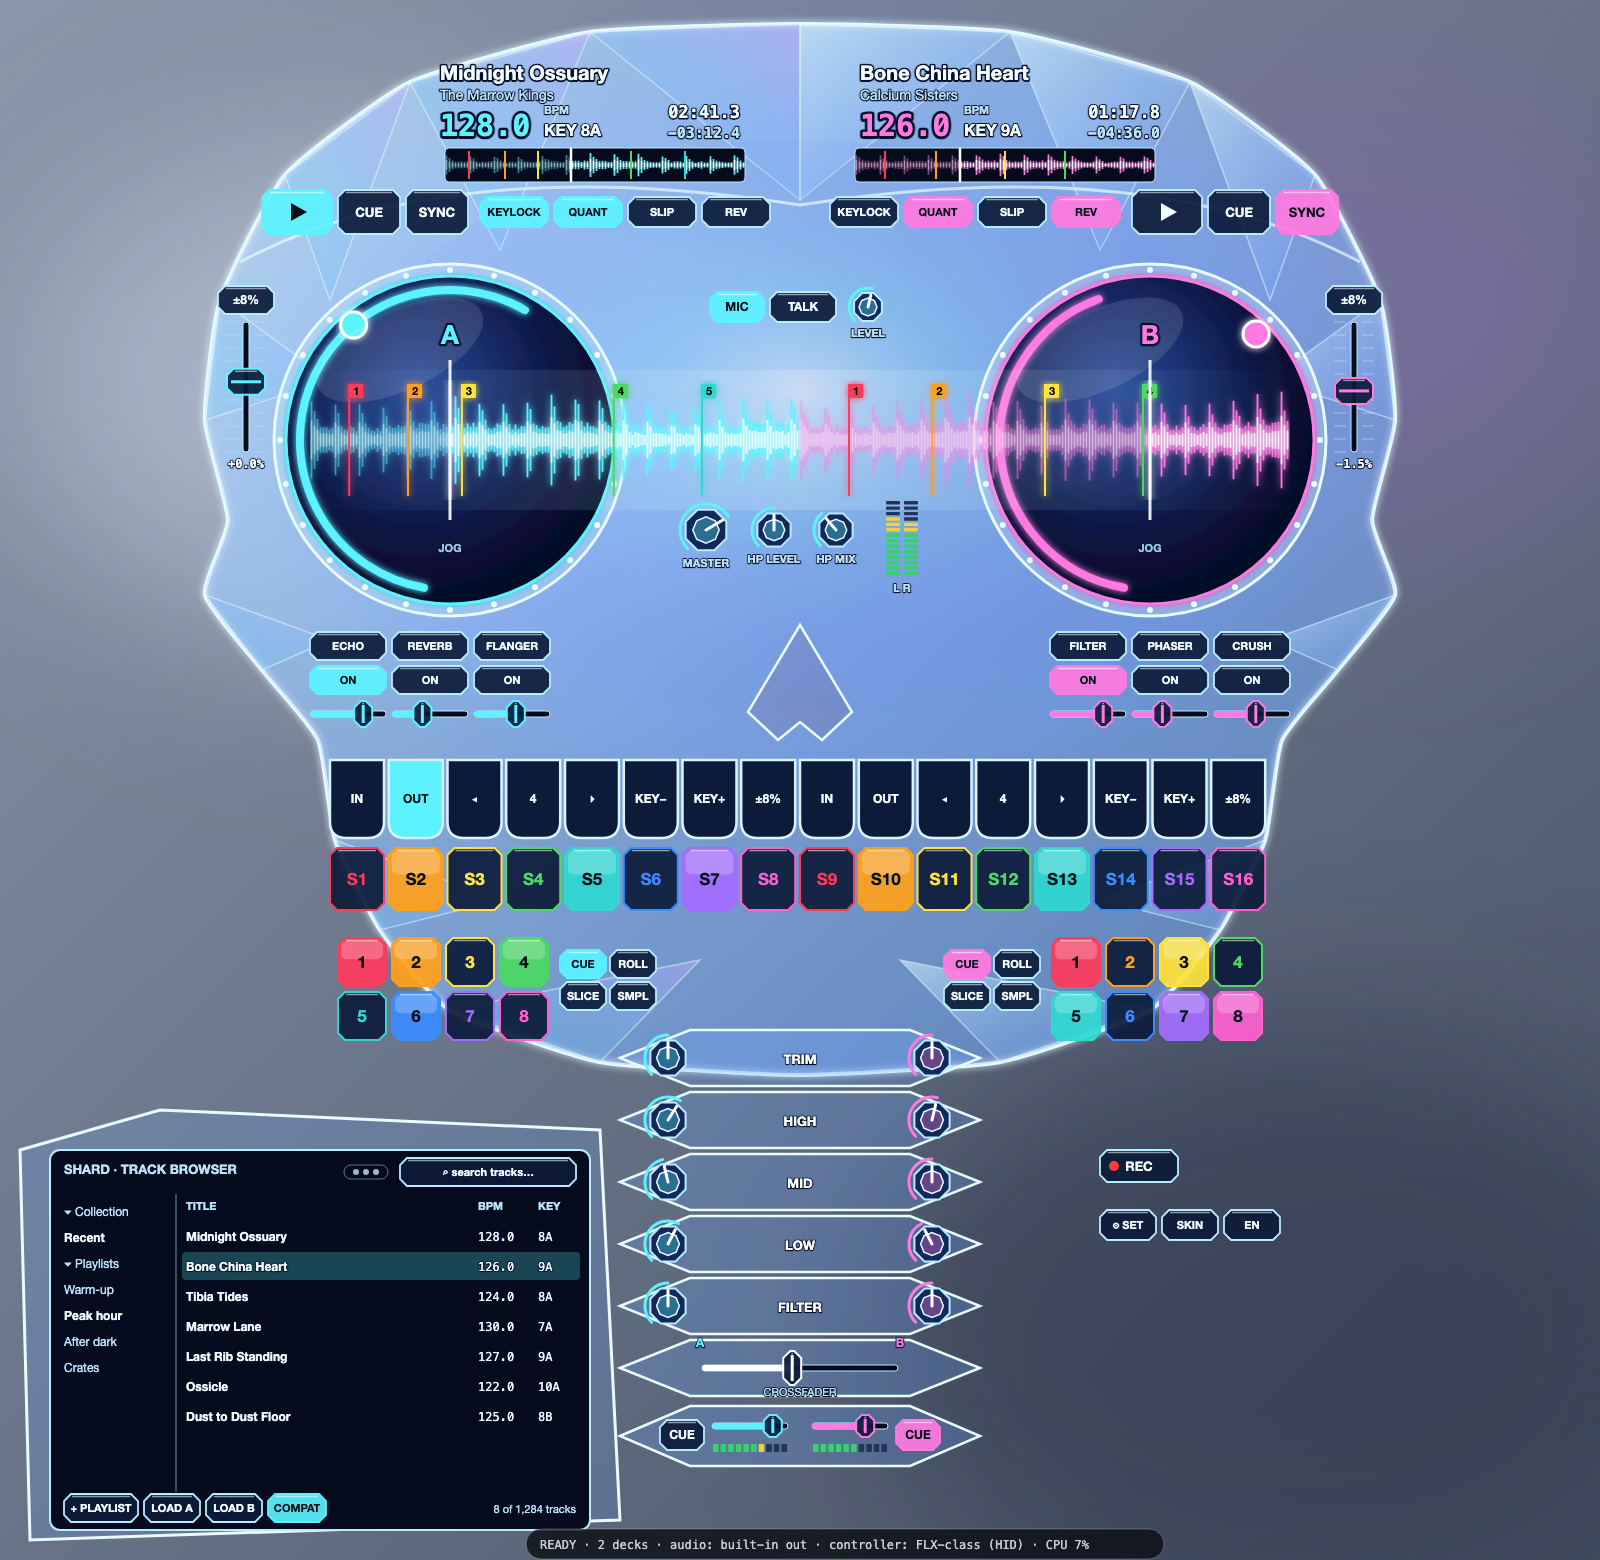 Midnight Ossuary
The Marrow Kings
128.0 BPM KEY 8A
02:41.3
−03:12.4
Bone China Heart
Calcium Sisters
126.0 BPM KEY 9A
01:17.8
−04:36.0
CUE SYNC KEYLOCK QUANT SLIP REV
KEYLOCK QUANT SLIP REV CUE SYNC
±8%
+0.0%
A
JOG
MIC TALK LEVEL
B
JOG
±8%
−1.5%
1 2 3 4 5 1 2 3 4
MASTER HP LEVEL HP MIX L R
ECHO REVERB FLANGER
ON ON ON
FILTER PHASER CRUSH
ON ON ON
IN OUT ◂ 4 ▸ KEY− KEY+ ±8% IN OUT ◂ 4 ▸ KEY− KEY+ ±8%
S1 S2 S3 S4 S5 S6 S7 S8 S9 S10 S11 S12 S13 S14 S15 S16
1 2 3 4 CUE ROLL
5 6 7 8 SLICE SMPL
CUE ROLL 1 2 3 4
SLICE SMPL 5 6 7 8
TRIM
HIGH
MID
LOW
FILTER
A B
CROSSFADER
CUE CUE
SHARD · TRACK BROWSER
⌕ search tracks...
▾ Collection
Recent
▾ Playlists
Warm-up
Peak hour
After dark
Crates
TITLE BPM KEY
Midnight Ossuary 128.0 8A
Bone China Heart 126.0 9A
Tibia Tides 124.0 8A
Marrow Lane 130.0 7A
Last Rib Standing 127.0 9A
Ossicle 122.0 10A
Dust to Dust Floor 125.0 8B
+ PLAYLIST LOAD A LOAD B COMPAT
8 of 1,284 tracks
REC
⚙ SET SKIN EN
READY · 2 decks · audio: built-in out · controller: FLX-class (HID) · CPU 7%